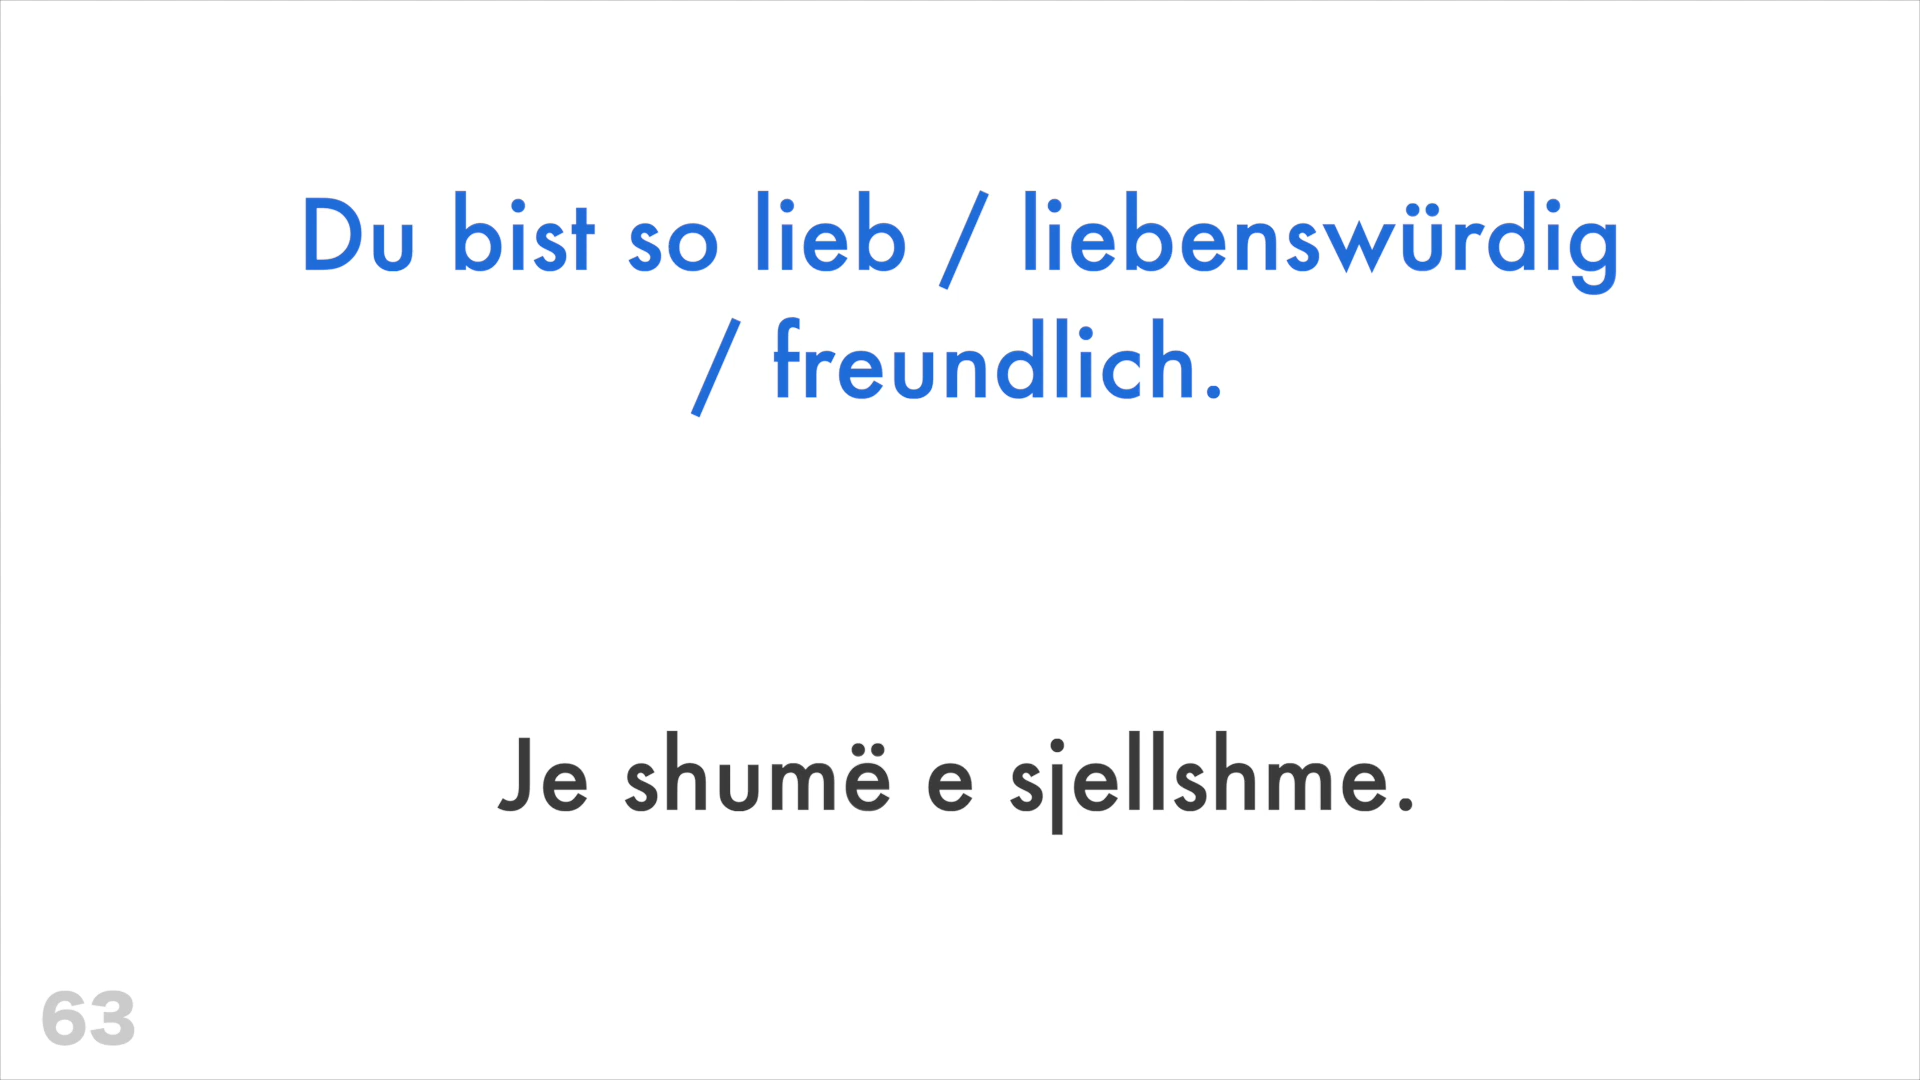 Du bist so lieb / liebenswürdig
/ freundlich.
Je shumë e sjellshme.
63